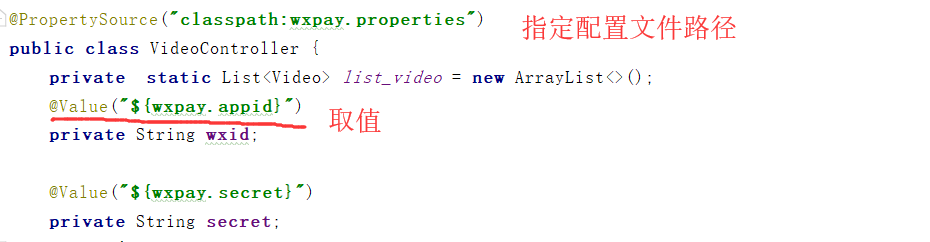 @PropertySource("classpath:wxpay.properties")
指定配置文件路径
public class VideoController {
private static List<Video> list_video = new ArrayList<>();
@Value("${wxpay.appid}")
取值
private String wxid;
@Value("${wxpay.secret}")
private String secret;